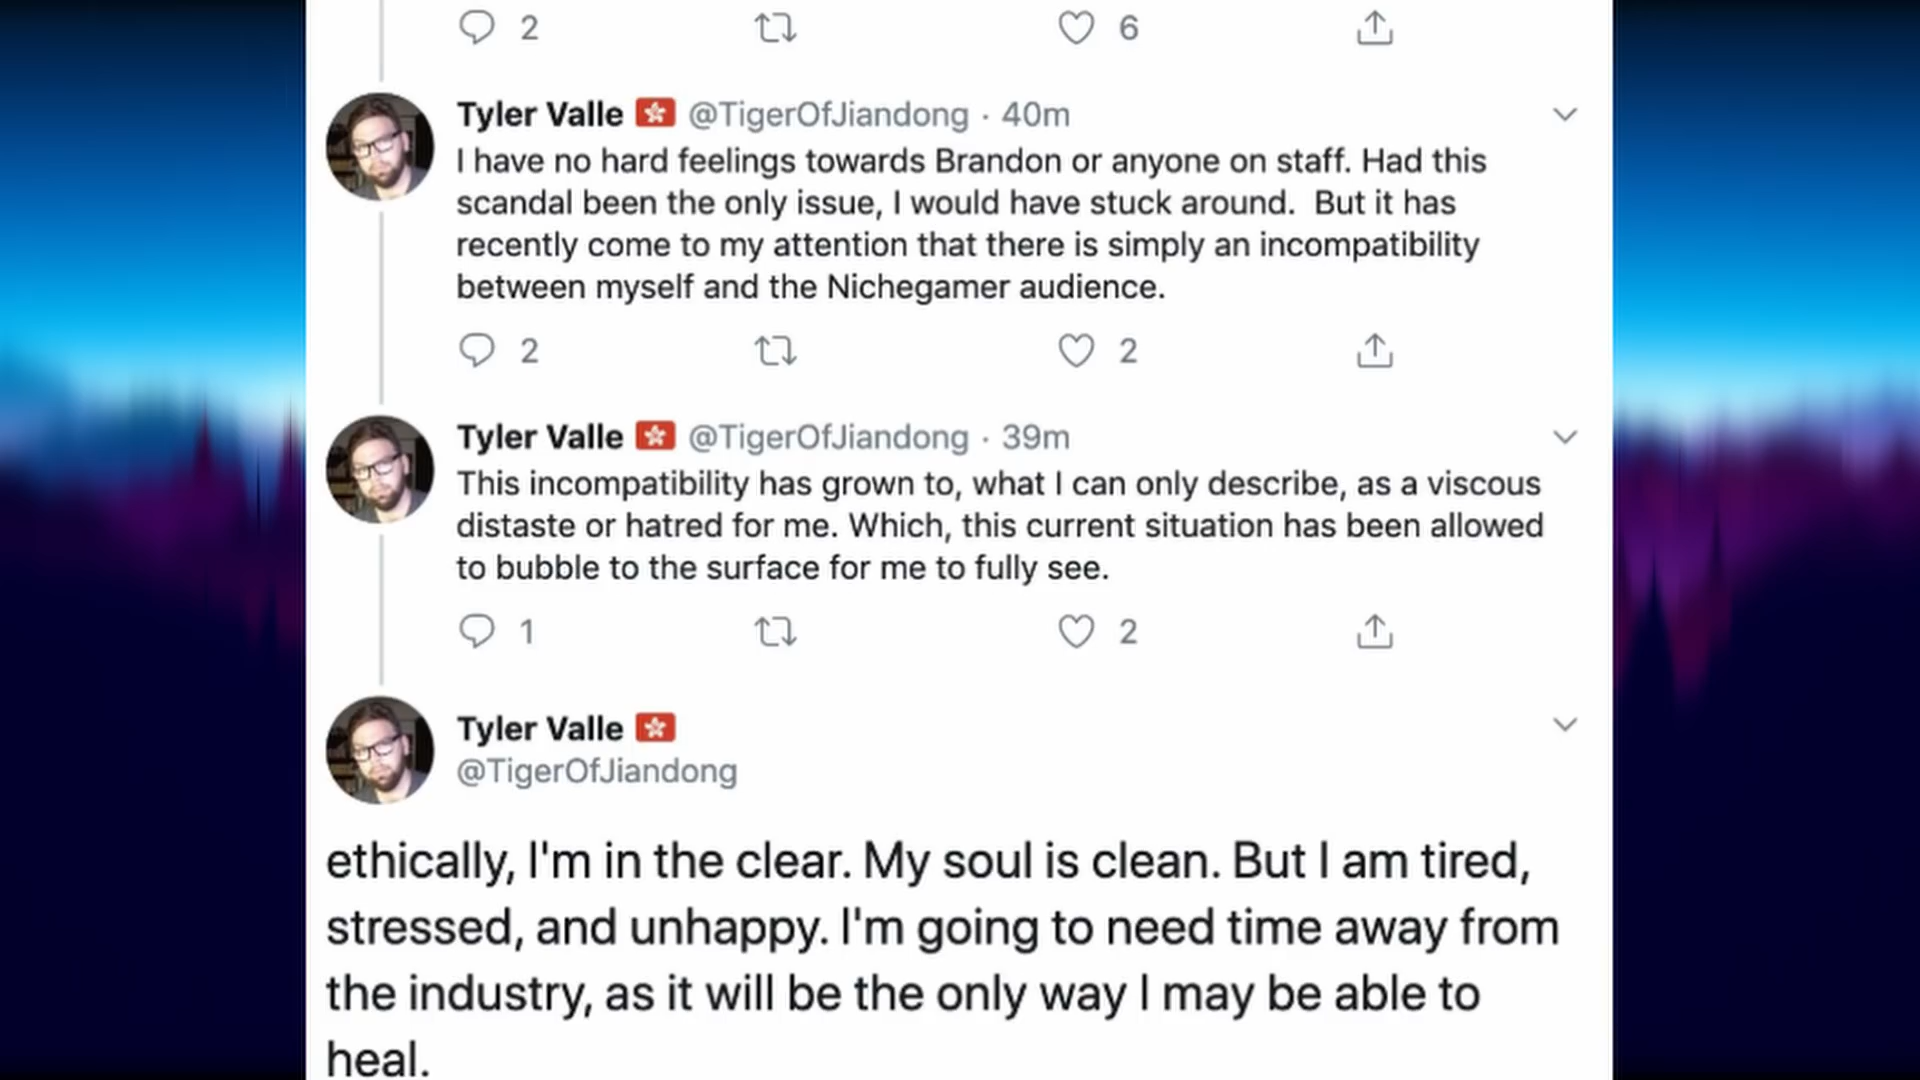 2 6
Tyler Valle 🇭🇰 @TigerOfJiandong · 40m
I have no hard feelings towards Brandon or anyone on staff. Had this
scandal been the only issue, I would have stuck around.  But it has
recently come to my attention that there is simply an incompatibility
between myself and the Nichegamer audience.
2 2
Tyler Valle 🇭🇰 @TigerOfJiandong · 39m
This incompatibility has grown to, what I can only describe, as a viscous
distaste or hatred for me. Which, this current situation has been allowed
to bubble to the surface for me to fully see.
1 2
Tyler Valle 🇭🇰
@TigerOfJiandong
ethically, I'm in the clear. My soul is clean. But I am tired,
stressed, and unhappy. I'm going to need time away from
the industry, as it will be the only way I may be able to
heal.